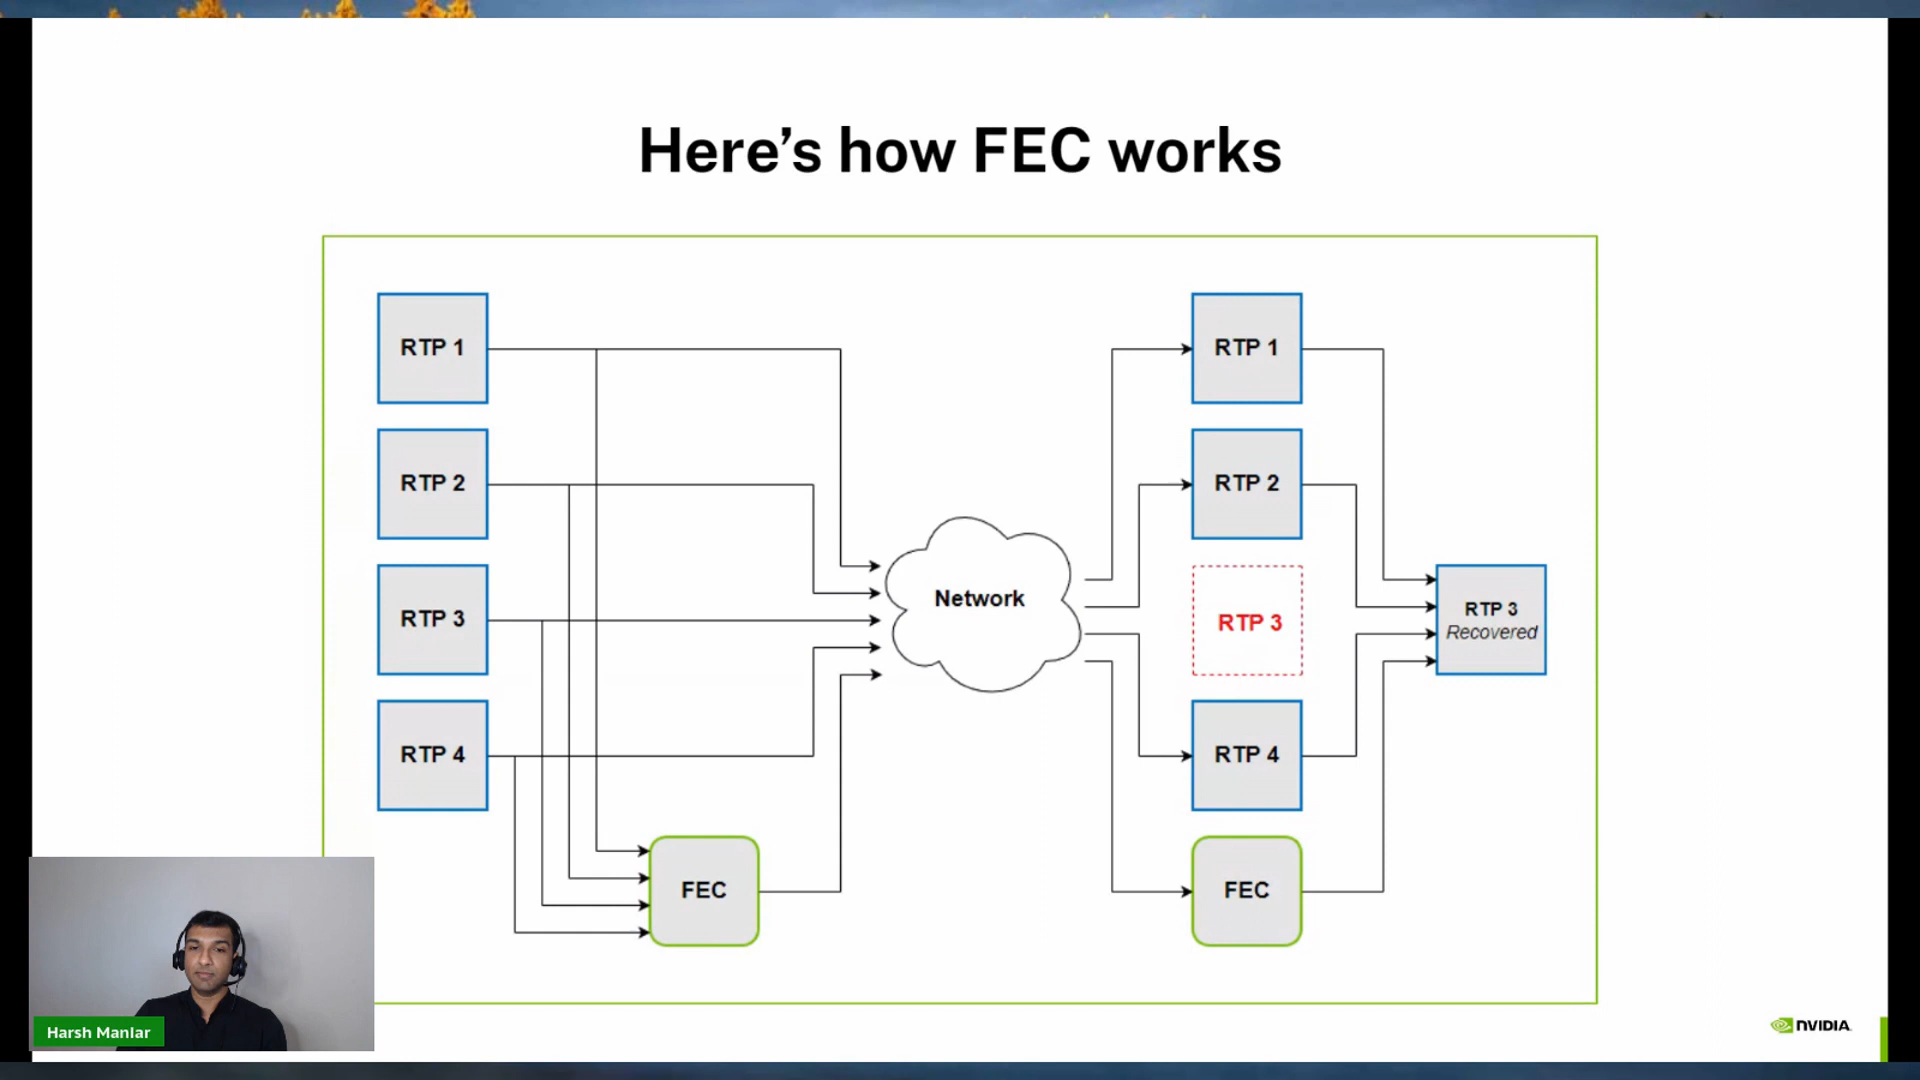 Here’s how FEC works
RTP 1
RTP 2
RTP 3
RTP 4
FEC
Network
RTP 1
RTP 2
RTP 3
RTP 4
FEC
RTP 3
Recovered
Harsh Maniar
NVIDIA